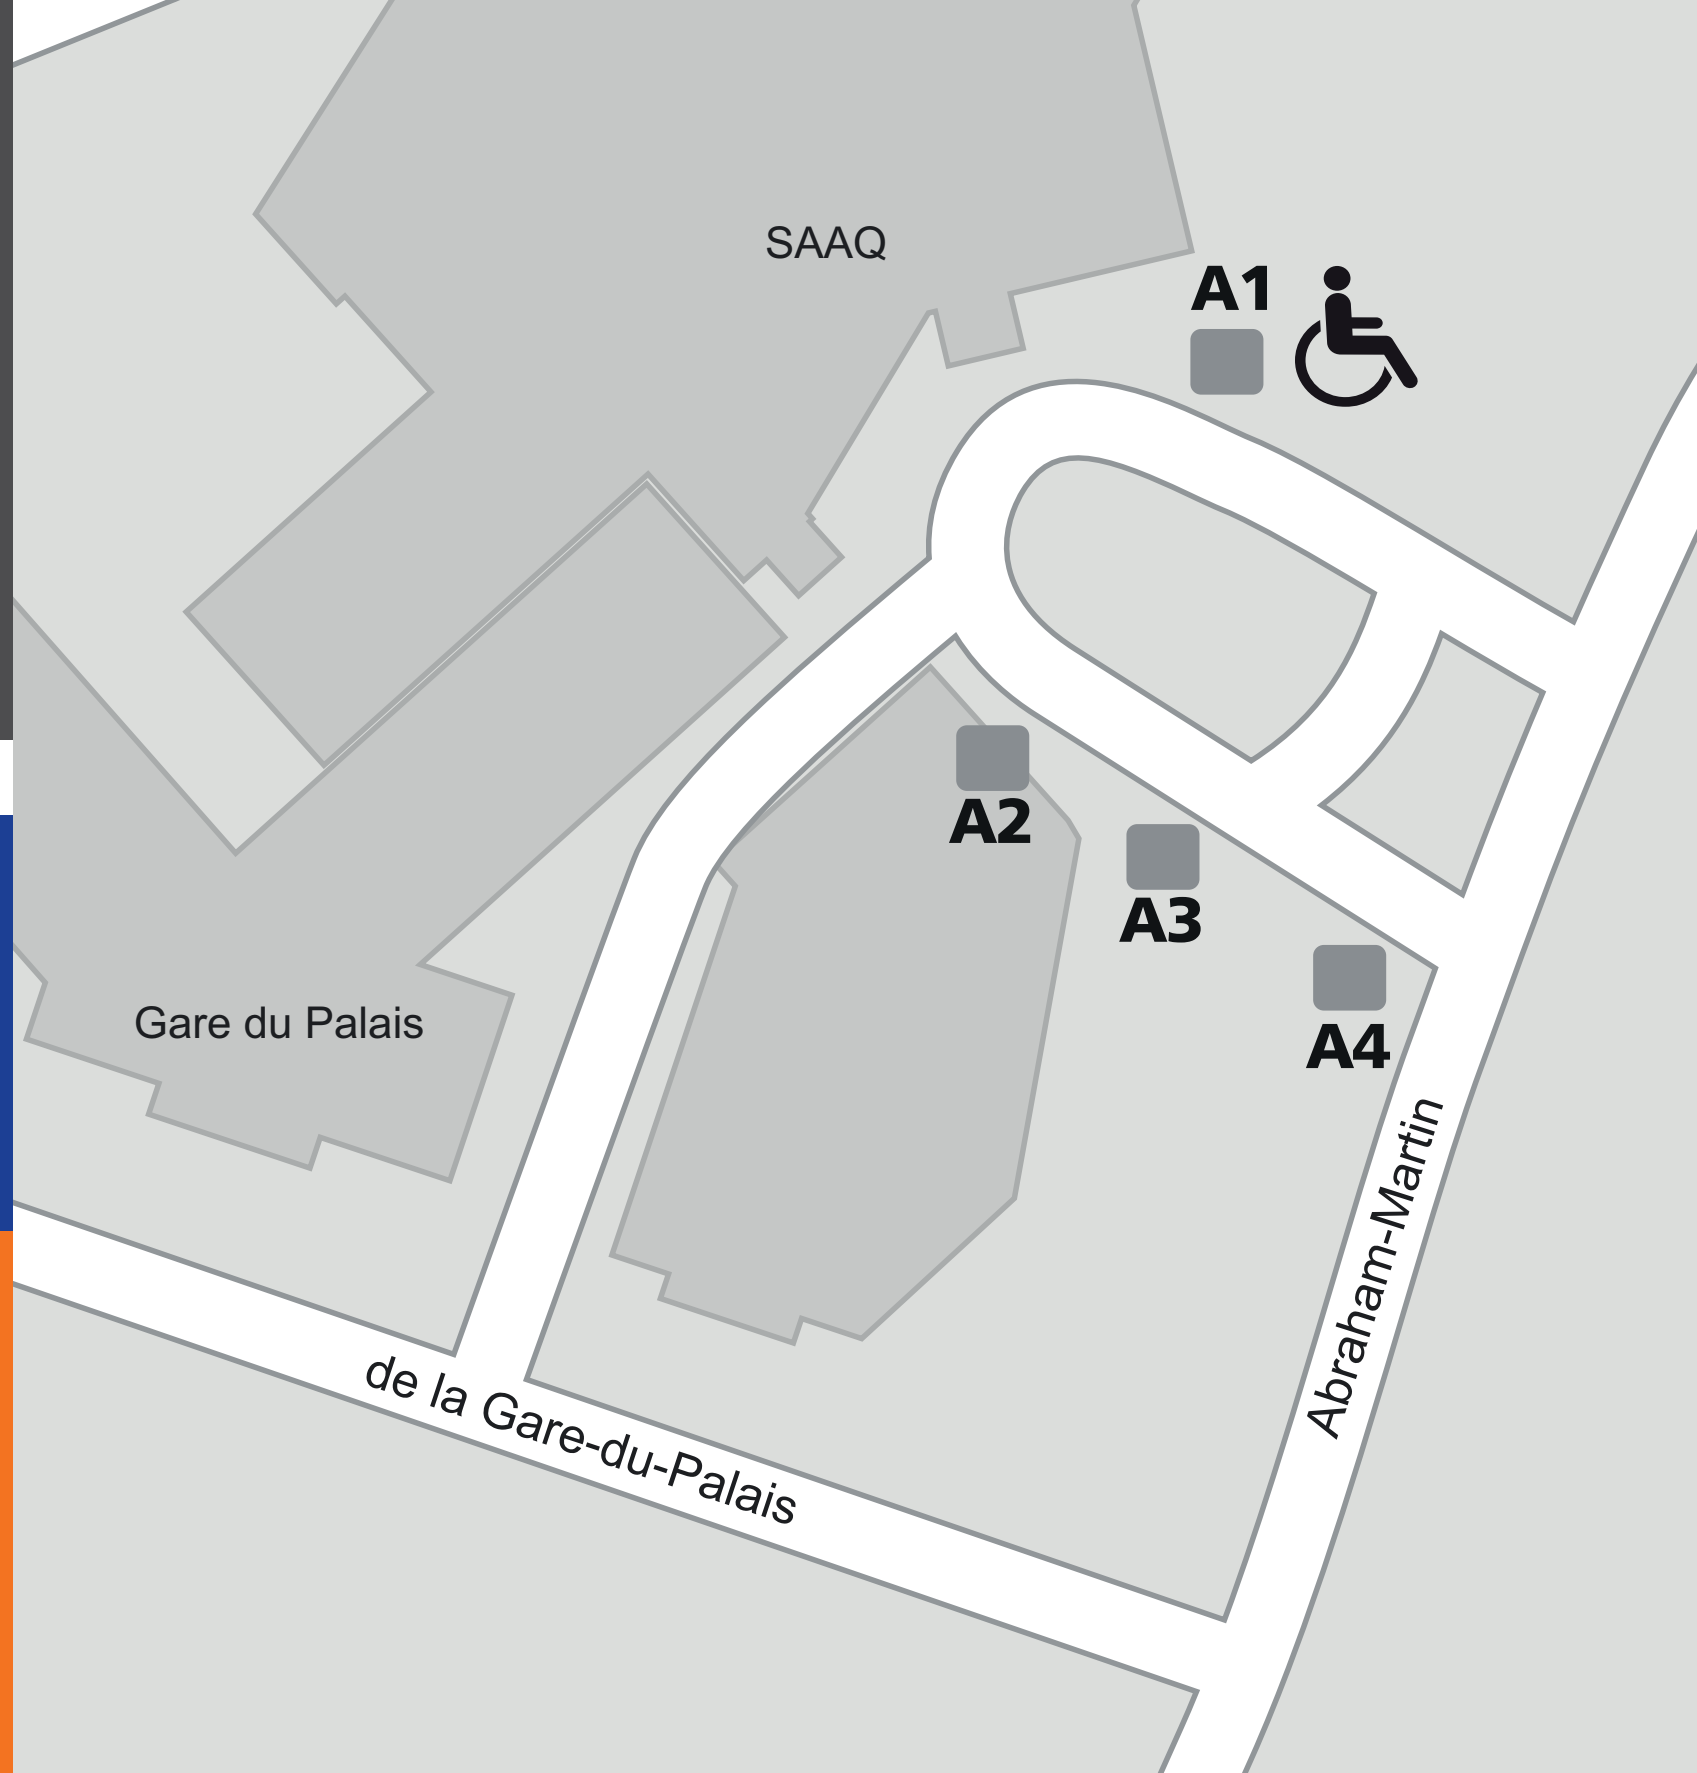 SAAQ
A1
A2
A3
A4
Gare du Palais
Abraham-Martin
de la Gare-du-Palais